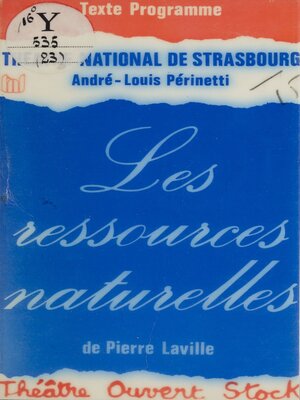 Texte Programme
16°
Y
535
(23)
NATIONAL DE STRASBOURG
André-Louis Périnetti
Les
ressources
naturelles
de Pierre Laville
Théâtre Ouvert Stock